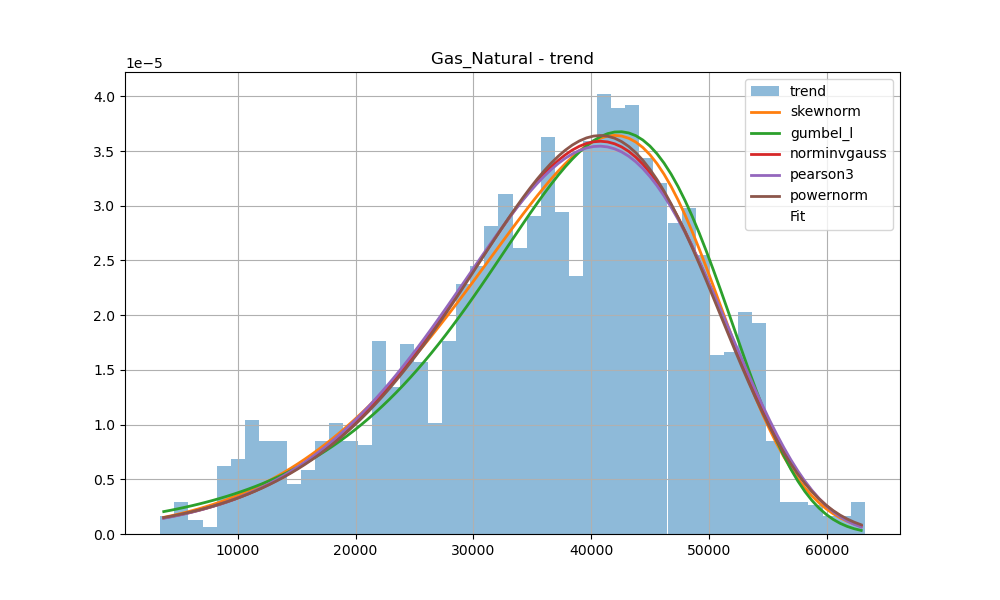 Gas_Natural - trend
1e−5
4.0
3.5
3.0
2.5
2.0
1.5
1.0
0.5
0.0
10000 20000 30000 40000 50000 60000
trend
skewnorm
gumbel_l
norminvgauss
pearson3
powernorm
Fit